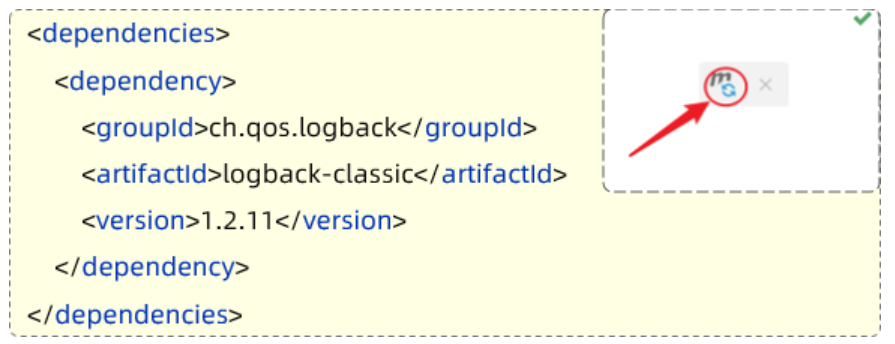 <dependencies>
<dependency>
<groupId>ch.qos.logback</groupId>
<artifactId>logback-classic</artifactId>
<version>1.2.11</version>
</dependency>
</dependencies>
m